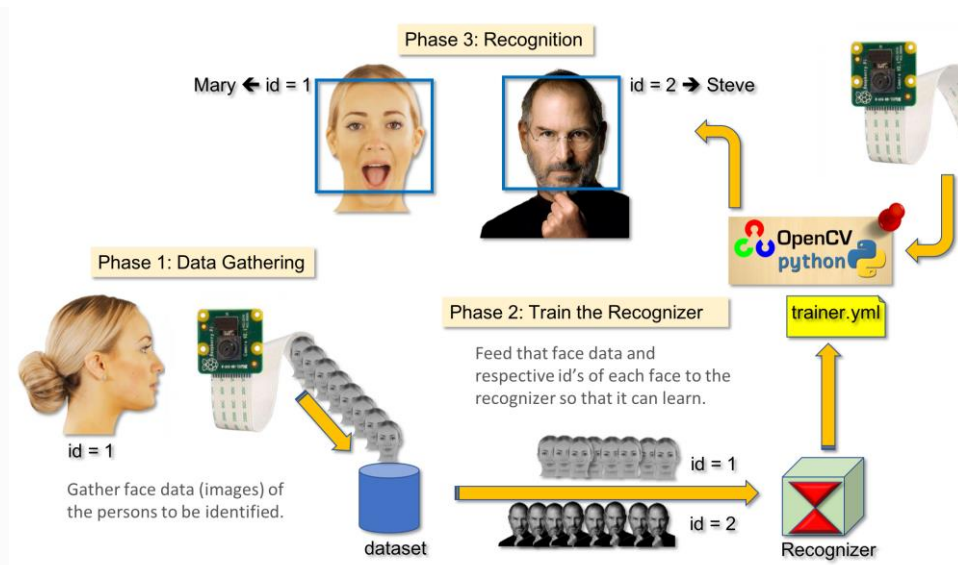 Phase 3: Recognition
Mary ← id = 1
id = 2 → Steve
OpenCV
python
Phase 1: Data Gathering
id = 1
Gather face data (images) of
the persons to be identified.
dataset
Phase 2: Train the Recognizer
Feed that face data and
respective id’s of each face to the
recognizer so that it can learn.
id = 1
id = 2
trainer.yml
Recognizer